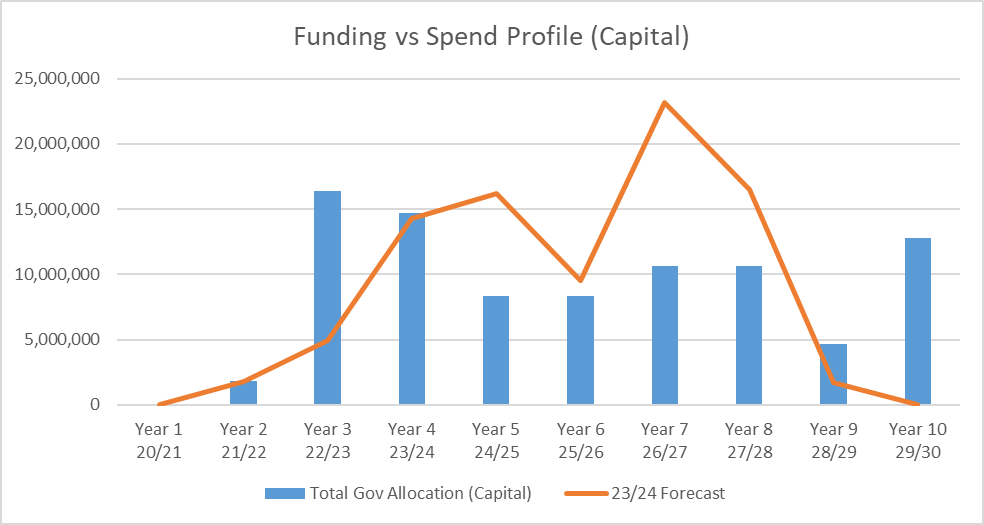 Funding vs Spend Profile (Capital)
25,000,000
20,000,000
15,000,000
10,000,000
5,000,000
0
Year 1 Year 2 Year 3 Year 4 Year 5 Year 6 Year 7 Year 8 Year 9 Year 10
20/21 21/22 22/23 23/24 24/25 25/26 26/27 27/28 28/29 29/30
Total Gov Allocation (Capital) 23/24 Forecast